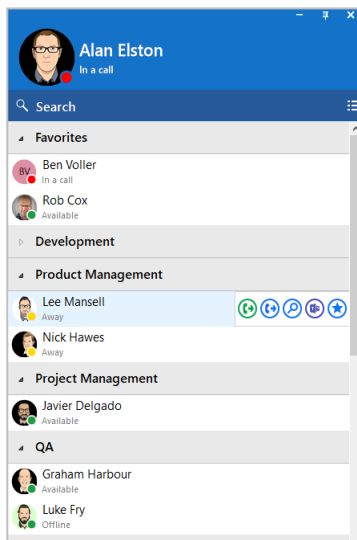 Alan Elston
In a call
Search
Favorites
BV
Ben Voller
In a call
Rob Cox
Available
Development
Product Management
Lee Mansell
Away
Nick Hawes
Away
Project Management
Javier Delgado
Available
QA
Graham Harbour
Available
Luke Fry
Offline